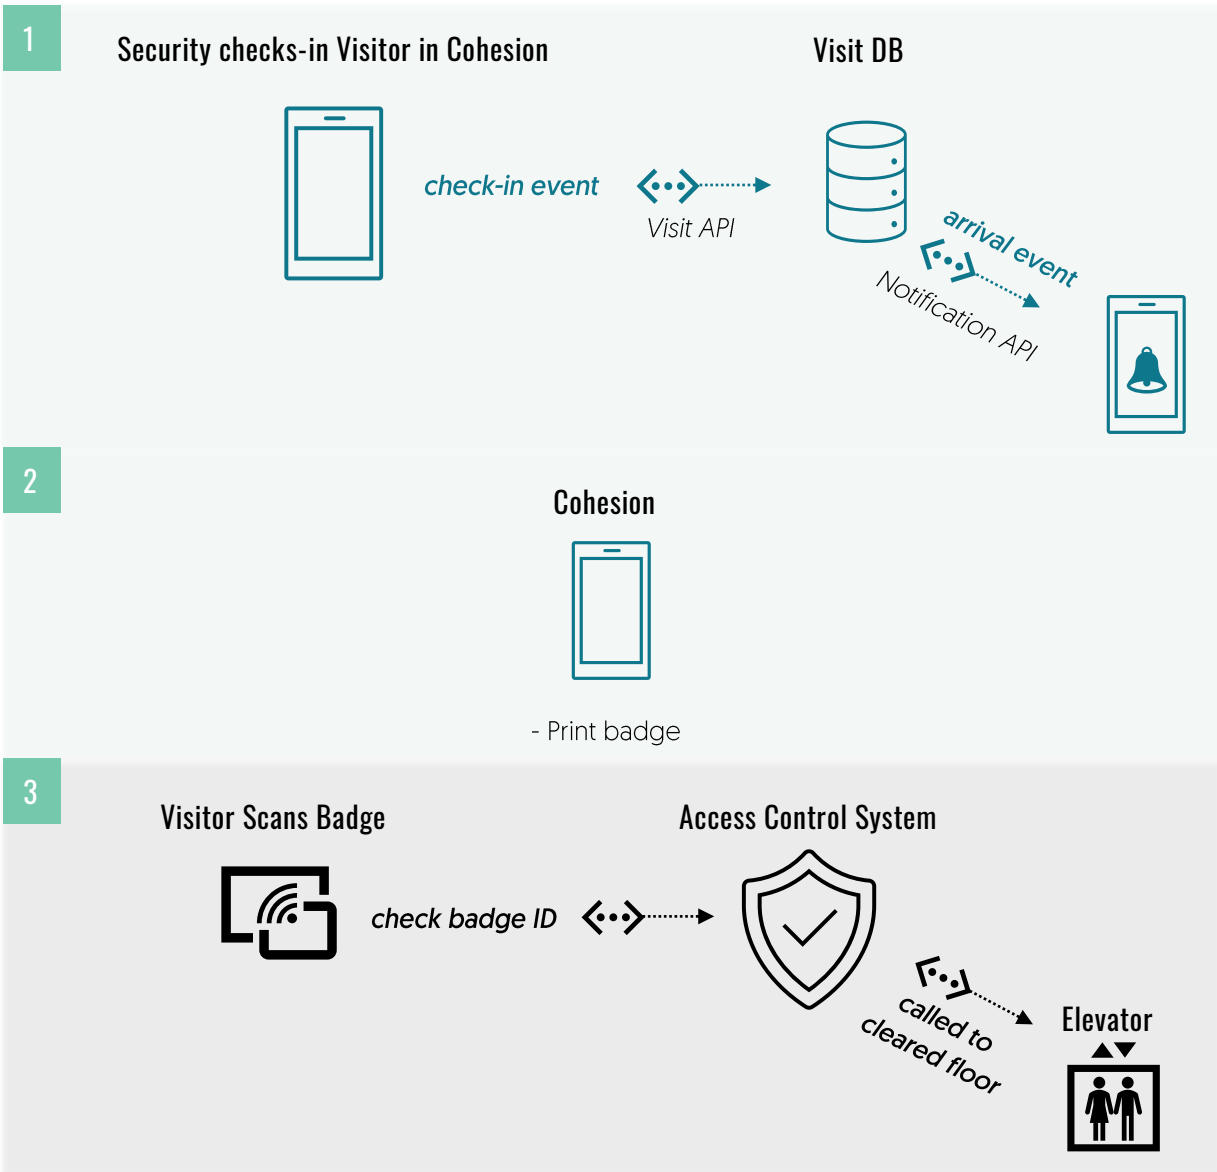 1
Security checks-in Visitor in Cohesion
Visit DB
check-in event
Visit API
arrival event
Notification API
2
Cohesion
- Print badge
3
Visitor Scans Badge
Access Control System
check badge ID
called to
cleared floor
Elevator